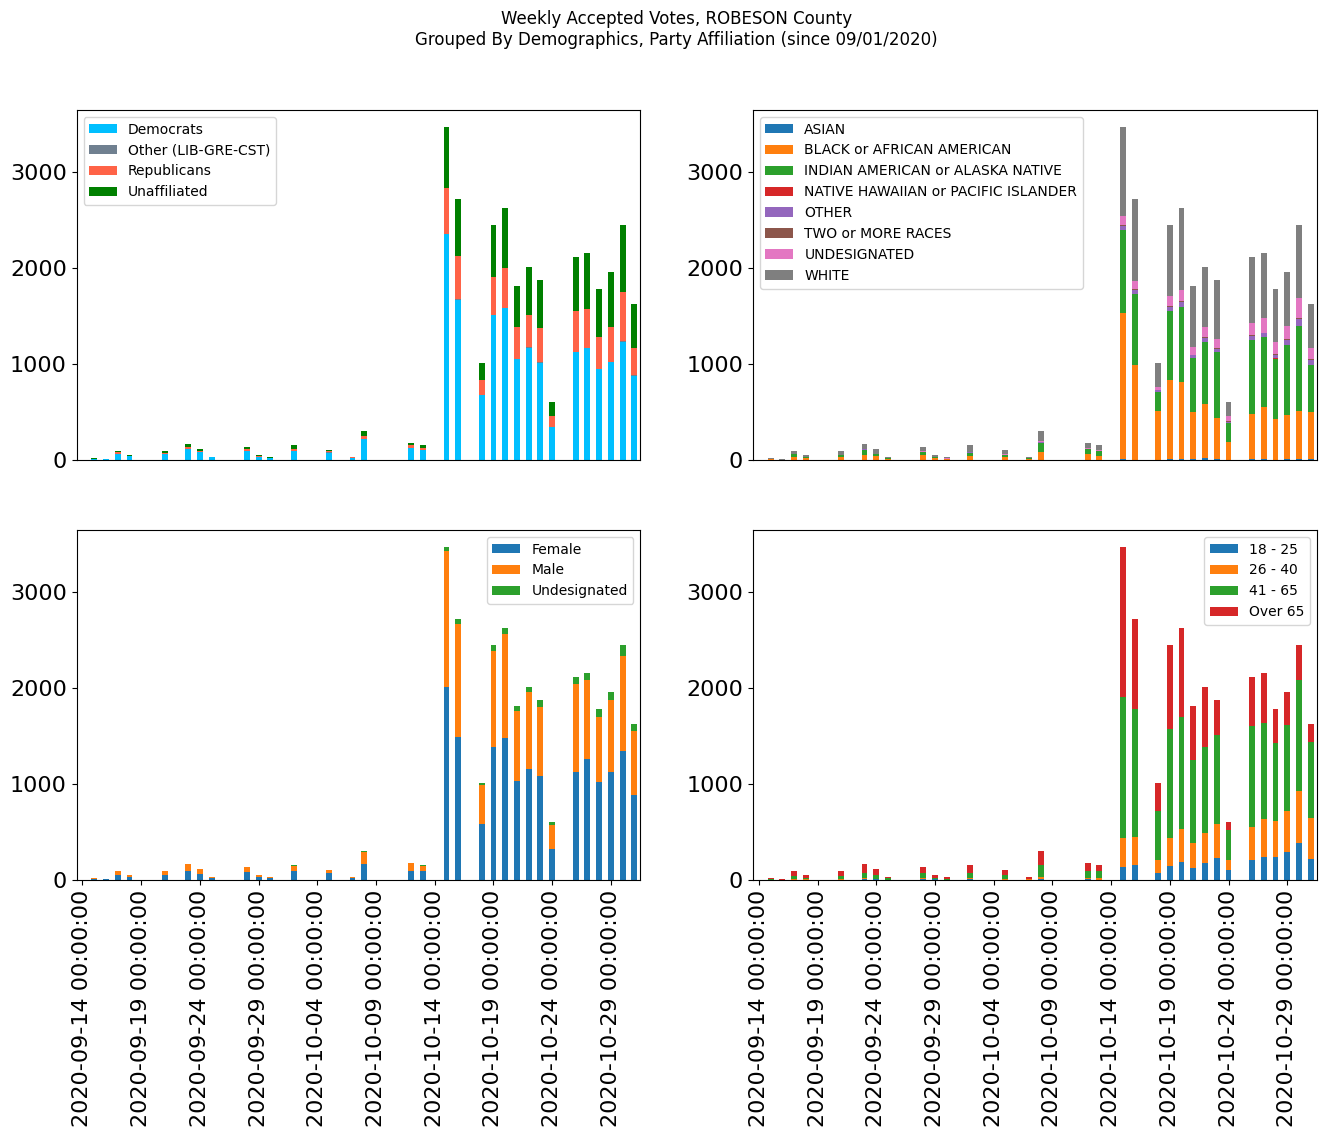 Weekly Accepted Votes, ROBESON County
Grouped By Demographics, Party Affiliation (since 09/01/2020)
Democrats
Other (LIB-GRE-CST)
Republicans
Unaffiliated
3000
2000
1000
0
ASIAN
BLACK or AFRICAN AMERICAN
INDIAN AMERICAN or ALASKA NATIVE
NATIVE HAWAIIAN or PACIFIC ISLANDER
OTHER
TWO or MORE RACES
UNDESIGNATED
WHITE
3000
2000
1000
0
Female
Male
Undesignated
3000
2000
1000
0
2020-09-14 00:00:00
2020-09-19 00:00:00
2020-09-24 00:00:00
2020-09-29 00:00:00
2020-10-04 00:00:00
2020-10-09 00:00:00
2020-10-14 00:00:00
2020-10-19 00:00:00
2020-10-24 00:00:00
2020-10-29 00:00:00
18 - 25
26 - 40
41 - 65
Over 65
3000
2000
1000
0
2020-09-14 00:00:00
2020-09-19 00:00:00
2020-09-24 00:00:00
2020-09-29 00:00:00
2020-10-04 00:00:00
2020-10-09 00:00:00
2020-10-14 00:00:00
2020-10-19 00:00:00
2020-10-24 00:00:00
2020-10-29 00:00:00